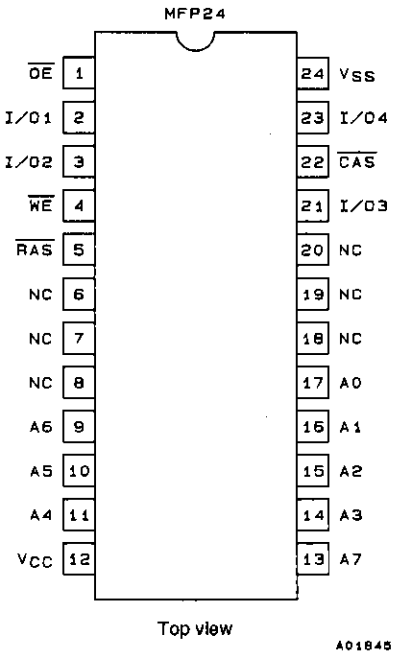 MFP24
OE 1 24 VSS
I/O1 2 23 I/O4
I/O2 3 22 CAS
WE 4 21 I/O3
RAS 5 20 NC
NC 6 19 NC
NC 7 18 NC
NC 8 17 A0
A6 9 16 A1
A5 10 15 A2
A4 11 14 A3
VCC 12 13 A7
Top view
A01845